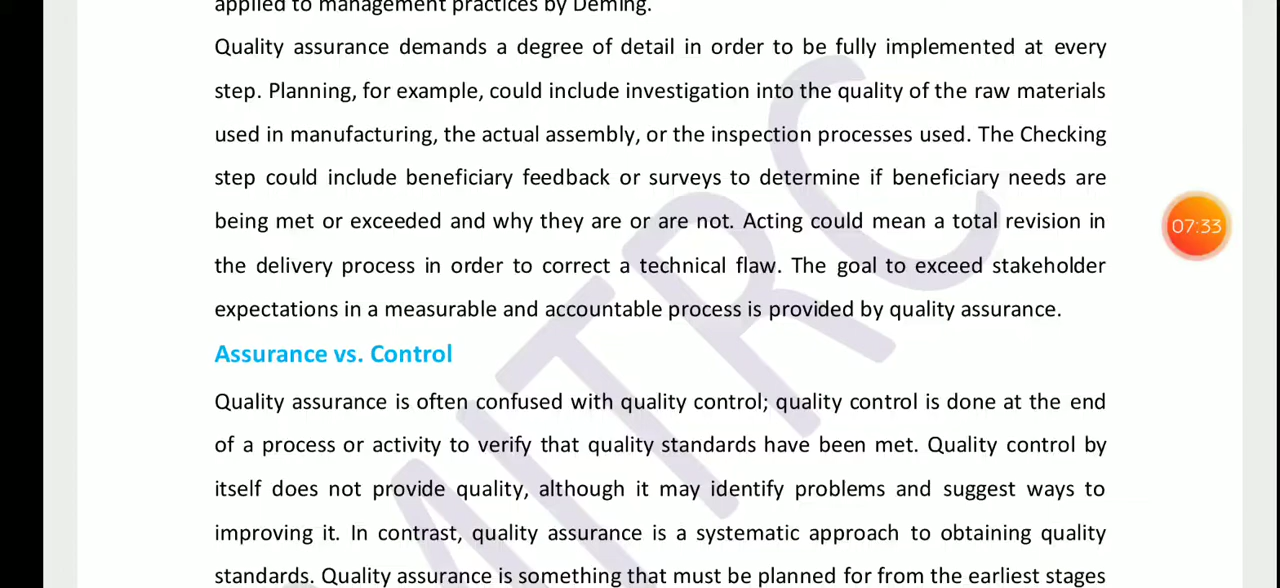 applied to management practices by Deming.
Quality assurance demands a degree of detail in order to be fully implemented at every
step. Planning, for example, could include investigation into the quality of the raw materials
used in manufacturing, the actual assembly, or the inspection processes used. The Checking
step could include beneficiary feedback or surveys to determine if beneficiary needs are
being met or exceeded and why they are or are not. Acting could mean a total revision in
the delivery process in order to correct a technical flaw. The goal to exceed stakeholder
expectations in a measurable and accountable process is provided by quality assurance.
Assurance vs. Control
Quality assurance is often confused with quality control; quality control is done at the end
of a process or activity to verify that quality standards have been met. Quality control by
itself does not provide quality, although it may identify problems and suggest ways to
improving it. In contrast, quality assurance is a systematic approach to obtaining quality
standards. Quality assurance is something that must be planned for from the earliest stages
07:33
MITRC